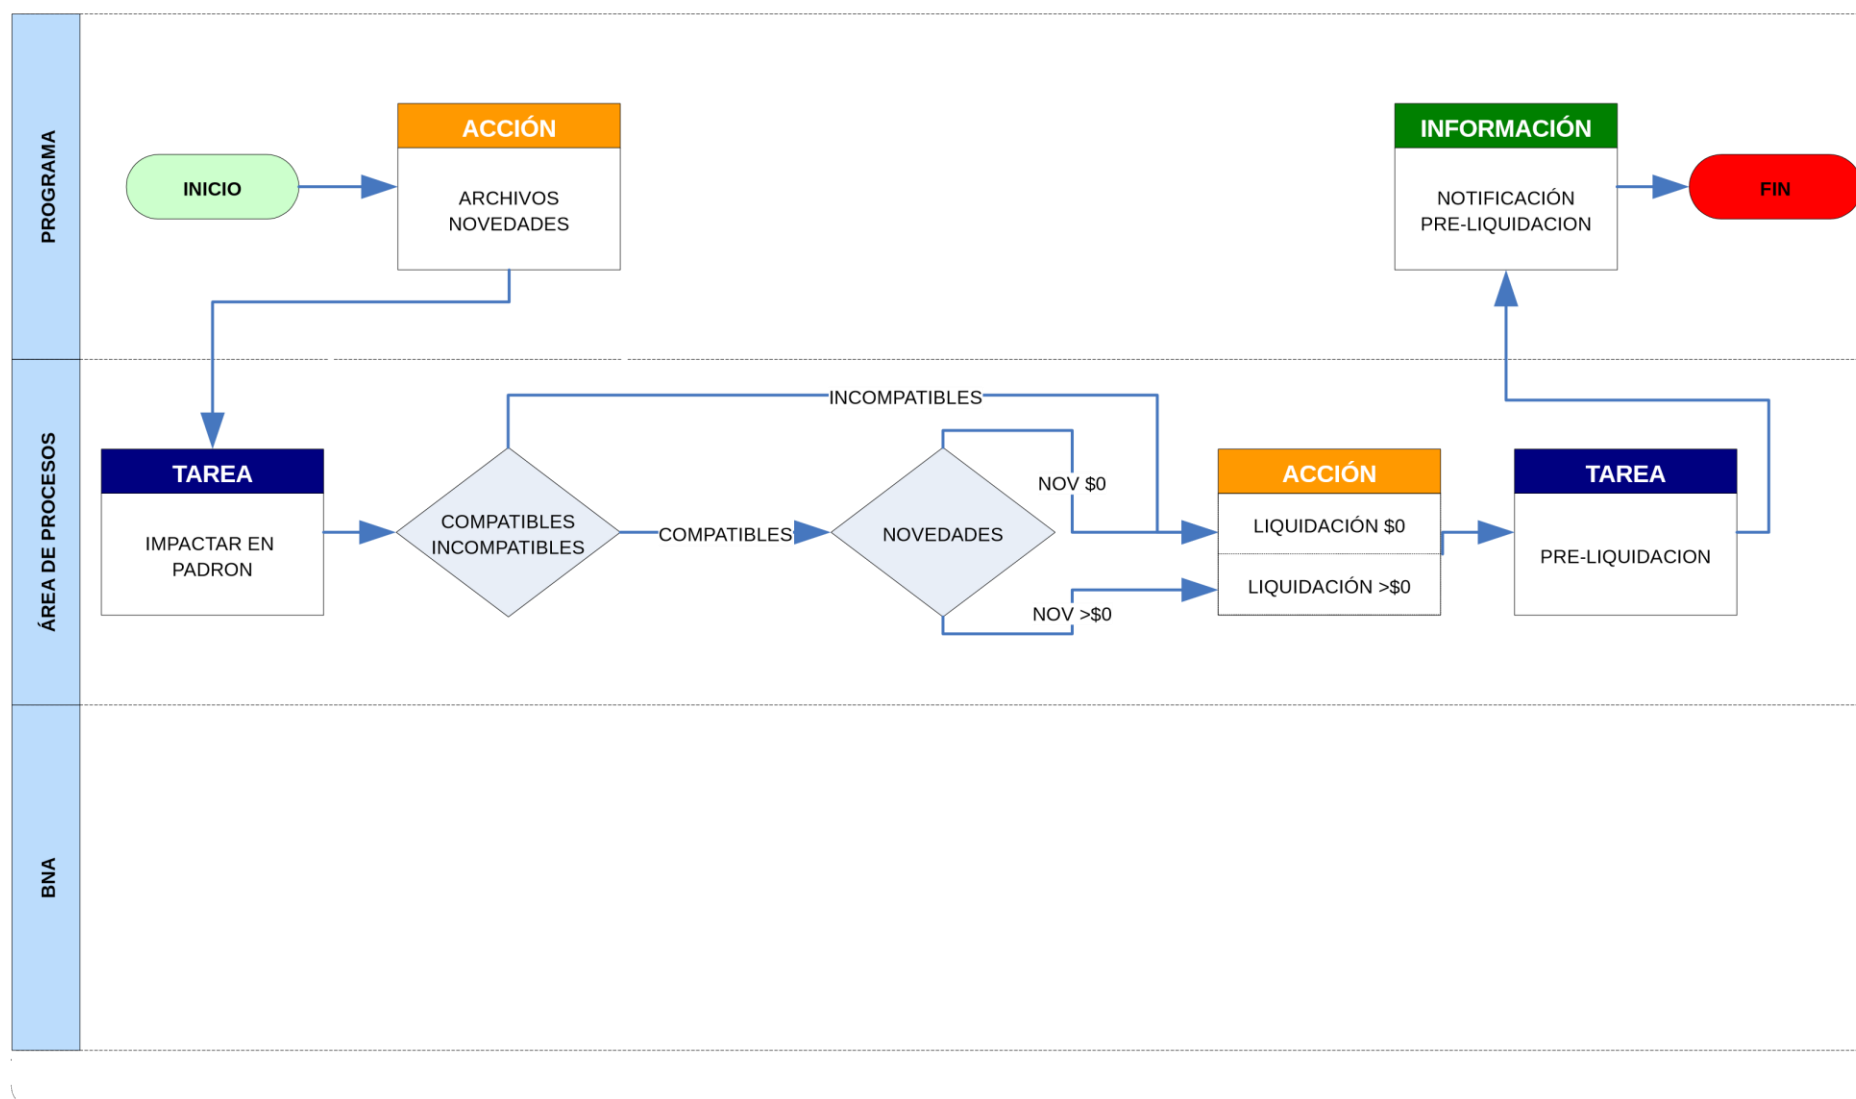 PROGRAMA
INICIO
ACCIÓN
ARCHIVOS
NOVEDADES
INFORMACIÓN
NOTIFICACIÓN
PRE-LIQUIDACION
FIN
ÁREA DE PROCESOS
TAREA
IMPACTAR EN
PADRON
COMPATIBLES
INCOMPATIBLES
INCOMPATIBLES
COMPATIBLES
NOVEDADES
NOV $0
NOV >$0
ACCIÓN
LIQUIDACIÓN $0
LIQUIDACIÓN >$0
TAREA
PRE-LIQUIDACION
BNA